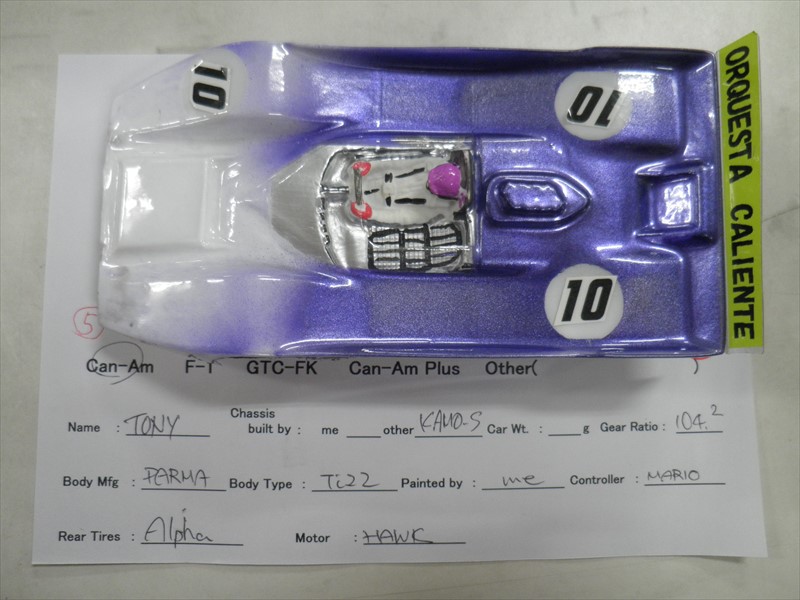 10
10
10
ORQUESTA CALIENTE
5
Can-Am F-1 GTC-FK Can-Am Plus Other( )
Name : TONY Chassis built by : me ____ other KAMO-S Car Wt. : ____ g Gear Ratio : 104.2
Body Mfg : PARMA Body Type : Ti22 Painted by : me Controller : MARIO
Rear Tires : Alpha Motor : HAWK